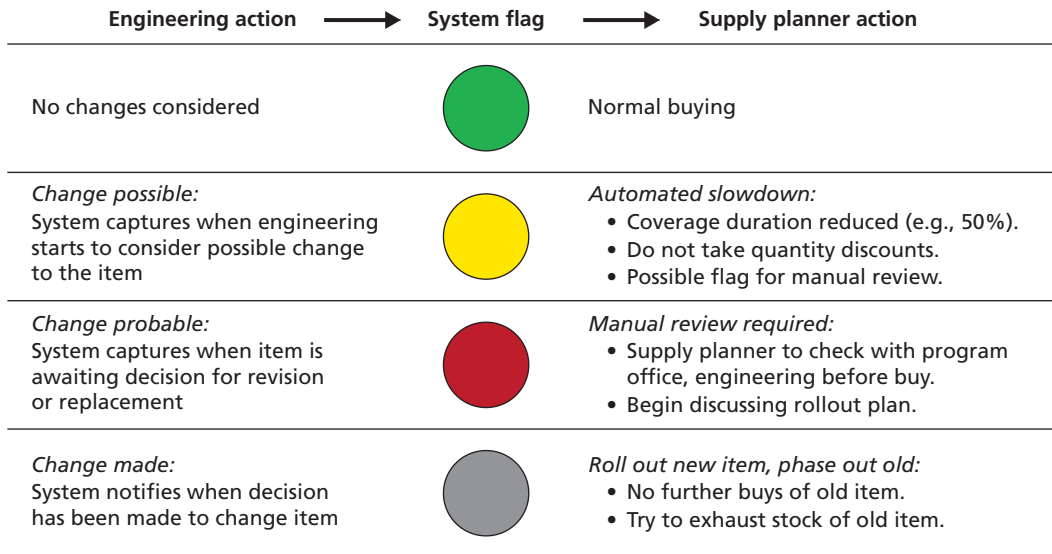 Engineering action → System flag → Supply planner action
No changes considered
Normal buying
Change possible:
System captures when engineering
starts to consider possible change
to the item
Automated slowdown:
• Coverage duration reduced (e.g., 50%).
• Do not take quantity discounts.
• Possible flag for manual review.
Change probable:
System captures when item is
awaiting decision for revision
or replacement
Manual review required:
• Supply planner to check with program
office, engineering before buy.
• Begin discussing rollout plan.
Change made:
System notifies when decision
has been made to change item
Roll out new item, phase out old:
• No further buys of old item.
• Try to exhaust stock of old item.